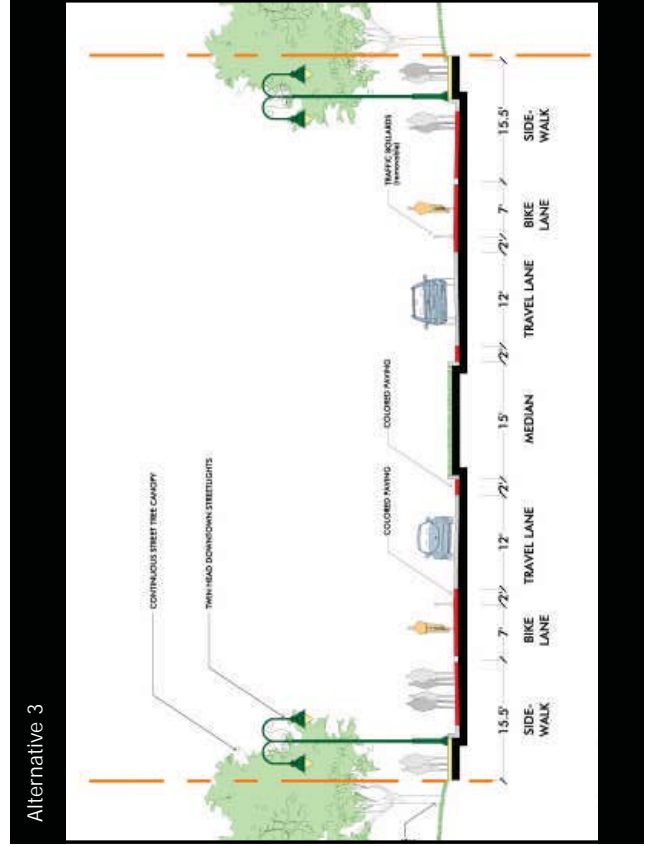 Alternative 3
CONTINUOUS STREET TREE CANOPY
TWIN HEAD DOWNTOWN STREETLIGHTS
COLORED PAVING
COLORED PAVING
TRAFFIC BOLLARDS
(removable)
15.5'
7'
2'
12'
2'
15'
2'
12'
2'
7'
15.5'
SIDE-
WALK
BIKE
LANE
TRAVEL LANE
MEDIAN
TRAVEL LANE
BIKE
LANE
SIDE-
WALK